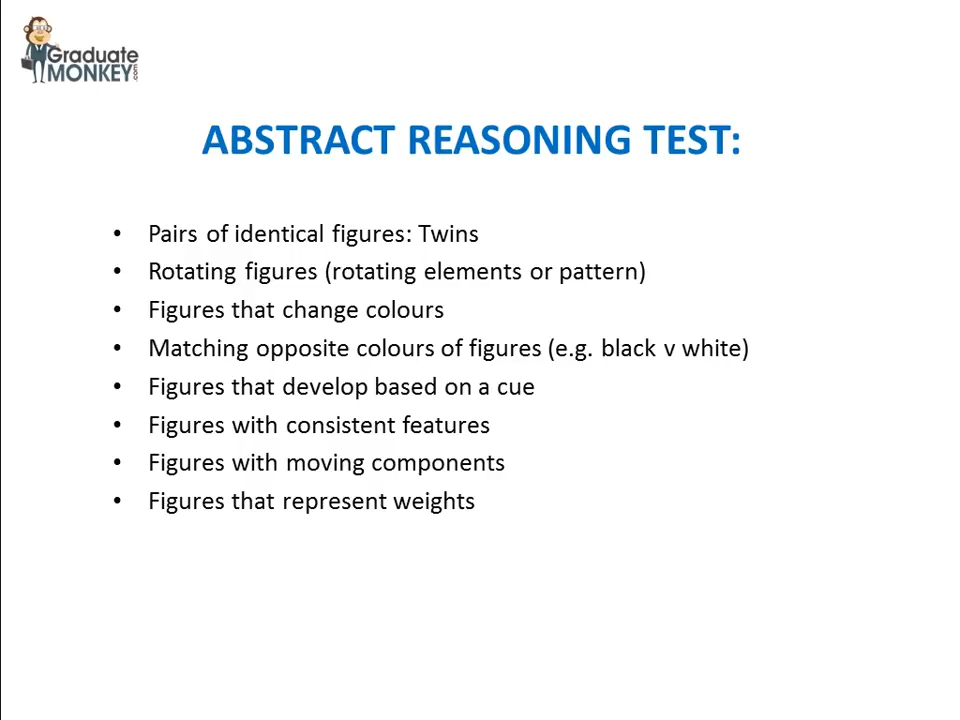 Graduate
MONKEY.com
ABSTRACT REASONING TEST:
• Pairs of identical figures: Twins
• Rotating figures (rotating elements or pattern)
• Figures that change colours
• Matching opposite colours of figures (e.g. black v white)
• Figures that develop based on a cue
• Figures with consistent features
• Figures with moving components
• Figures that represent weights